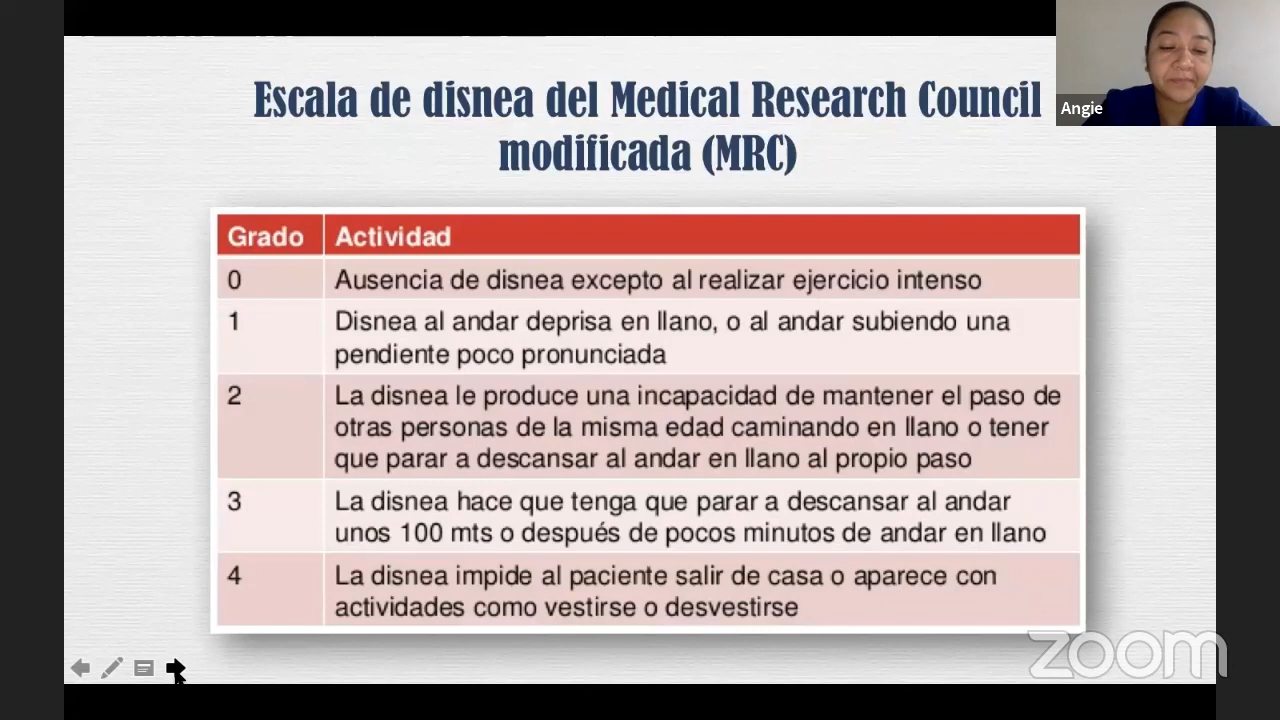 Escala de disnea del Medical Research Council
modificada (MRC)
Angie
Grado Actividad
0 Ausencia de disnea excepto al realizar ejercicio intenso
1 Disnea al andar deprisa en llano, o al andar subiendo una
pendiente poco pronunciada
2 La disnea le produce una incapacidad de mantener el paso de
otras personas de la misma edad caminando en llano o tener
que parar a descansar al andar en llano al propio paso
3 La disnea hace que tenga que parar a descansar al andar
unos 100 mts o después de pocos minutos de andar en llano
4 La disnea impide al paciente salir de casa o aparece con
actividades como vestirse o desvestirse
zoom